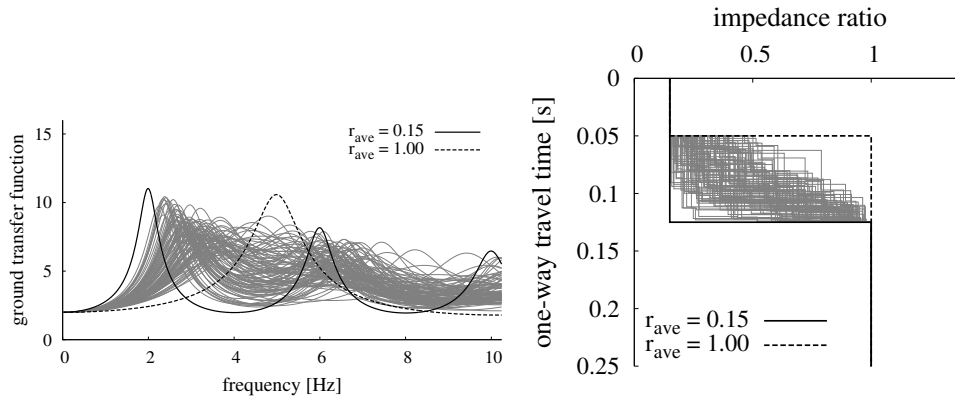 ground transfer function
15
10
5
0
r_ave = 0.15
r_ave = 1.00
0 2 4 6 8 10
frequency [Hz]
impedance ratio
0 0.5 1
one-way travel time [s]
0
0.05
0.1
0.15
0.2
0.25
r_ave = 0.15
r_ave = 1.00